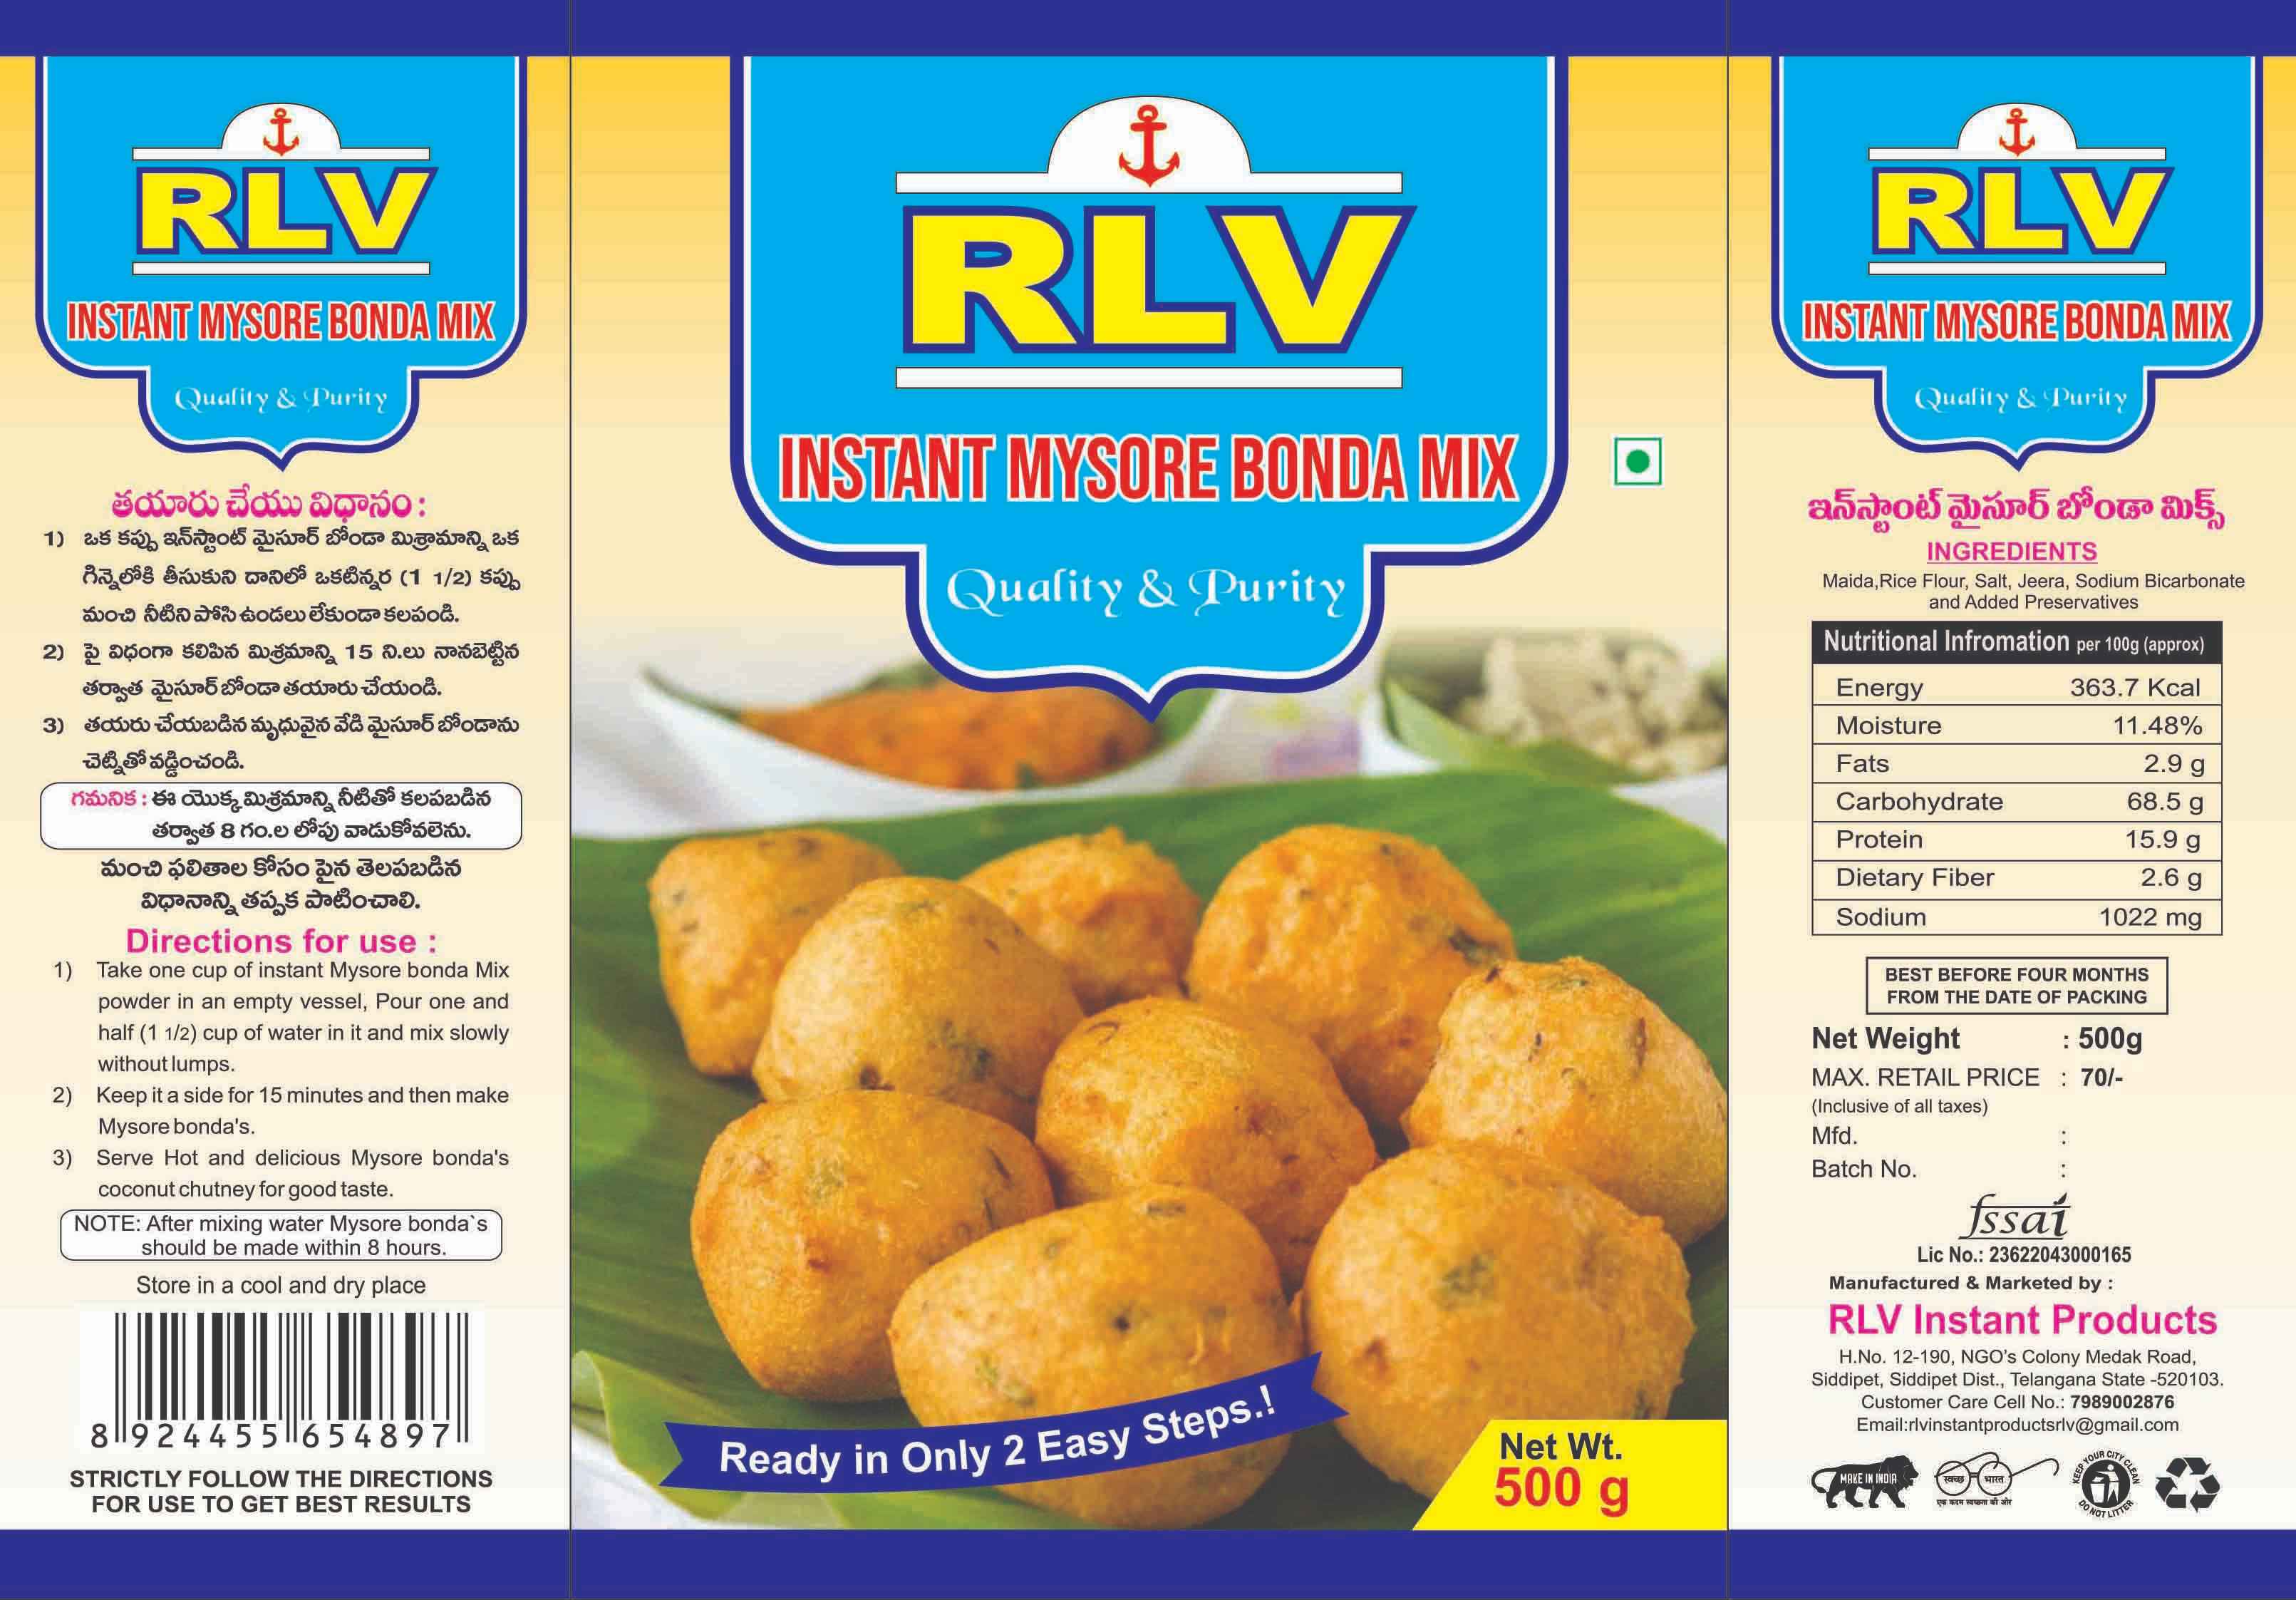 RLV
INSTANT MYSORE BONDA MIX
Quality & Purity
తయారు చేయు విధానం :
1) ఒక కప్పు ఇన్‌స్టాంట్ మైసూర్ బోండా మిశ్రామాన్ని ఒక
గిన్నెలోకి తీసుకుని దానిలో ఒకటిన్నర (1 1/2) కప్పు
మంచి నీటిని పోసి ఉండలు లేకుండా కలపండి.
2) పై విధంగా కలిపిన మిశ్రమాన్ని 15 ని.లు నానబెట్టిన
తర్వాత మైసూర్ బోండా తయారు చేయండి.
3) తయరు చేయబడిన మృధువైన వేడి మైసూర్ బోండాను
చెట్నితో వడ్డించండి.
గమనిక : ఈ యొక్క మిశ్రమాన్ని నీటితో కలపబడిన
తర్వాత 8 గం.ల లోపు వాడుకోవలెను.
మంచి ఫలితాల కోసం పైన తెలపబడిన
విధానాన్ని తప్పక పాటించాలి.
Directions for use :
1) Take one cup of instant Mysore bonda Mix
powder in an empty vessel, Pour one and
half (1 1/2) cup of water in it and mix slowly
without lumps.
2) Keep it a side for 15 minutes and then make
Mysore bonda's.
3) Serve Hot and delicious Mysore bonda's
coconut chutney for good taste.
NOTE: After mixing water Mysore bonda`s
should be made within 8 hours.
Store in a cool and dry place
8 924455 654897
STRICTLY FOLLOW THE DIRECTIONS
FOR USE TO GET BEST RESULTS
RLV
INSTANT MYSORE BONDA MIX
Quality & Purity
Ready in Only 2 Easy Steps.!
Net Wt.
500 g
RLV
INSTANT MYSORE BONDA MIX
Quality & Purity
ఇన్‌స్టాంట్ మైసూర్ బోండా మిక్స్
INGREDIENTS
Maida,Rice Flour, Salt, Jeera, Sodium Bicarbonate
and Added Preservatives
Nutritional Infromation per 100g (approx)
Energy 363.7 Kcal
Moisture 11.48%
Fats 2.9 g
Carbohydrate 68.5 g
Protein 15.9 g
Dietary Fiber 2.6 g
Sodium 1022 mg
BEST BEFORE FOUR MONTHS
FROM THE DATE OF PACKING
Net Weight : 500g
MAX. RETAIL PRICE : 70/-
(Inclusive of all taxes)
Mfd. :
Batch No. :
fssai
Lic No.: 23622043000165
Manufactured & Marketed by :
RLV Instant Products
H.No. 12-190, NGO's Colony Medak Road,
Siddipet, Siddipet Dist., Telangana State -520103.
Customer Care Cell No.: 7989002876
Email:rlvinstantproductsrlv@gmail.com
MAKE IN INDIA
स्वच्छ भारत
एक कदम स्वच्छता की ओर
KEEP YOUR CITY CLEAN
DO NOT LITTER